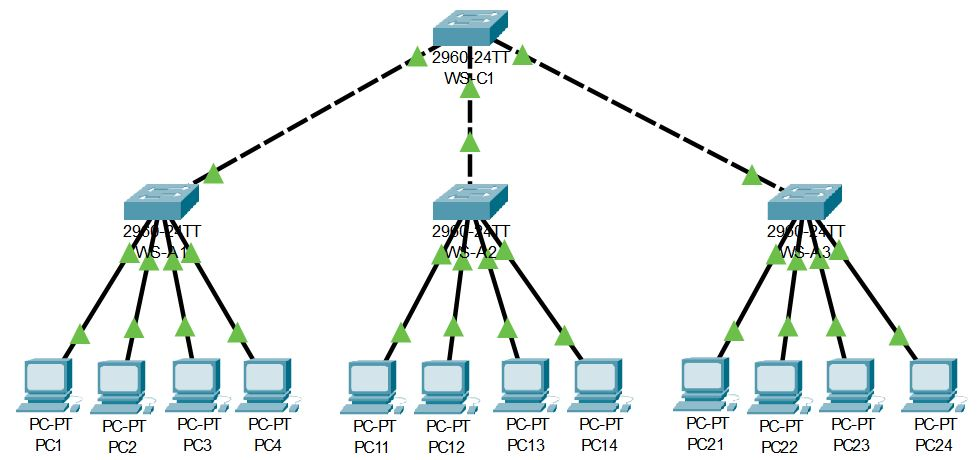 2960-24TT
WS-C1
2960-24TT
WS-A1
2960-24TT
WS-A2
2960-24TT
WS-A3
PC-PT
PC1
PC-PT
PC2
PC-PT
PC3
PC-PT
PC4
PC-PT
PC11
PC-PT
PC12
PC-PT
PC13
PC-PT
PC14
PC-PT
PC21
PC-PT
PC22
PC-PT
PC23
PC-PT
PC24